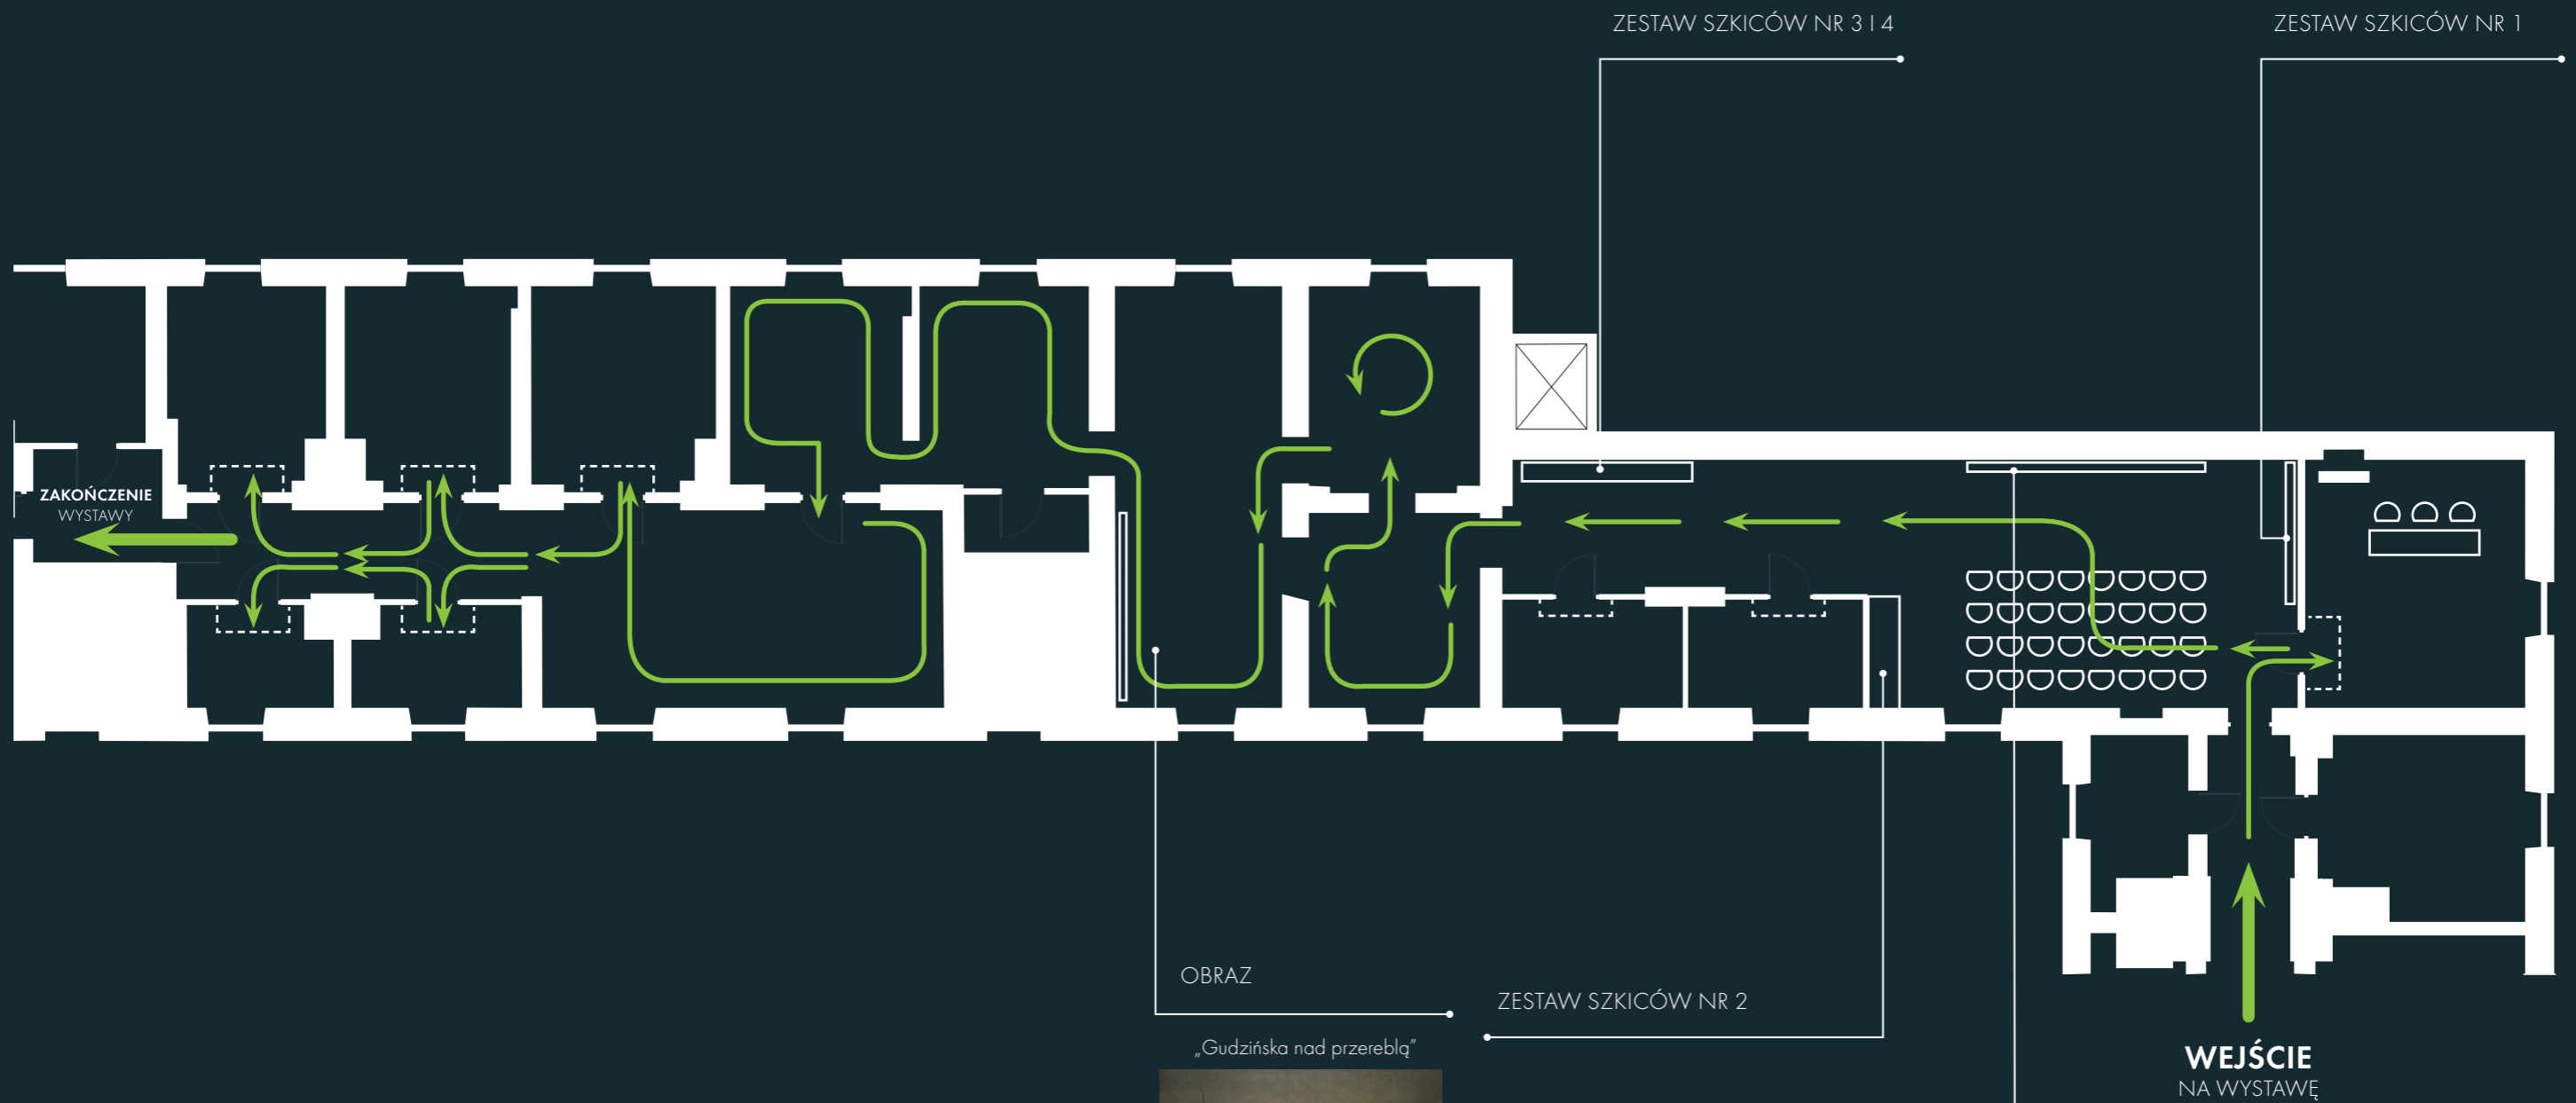 ZESTAW SZKICÓW NR 3 I 4
ZESTAW SZKICÓW NR 1
ZAKOŃCZENIE
WYSTAWY
OBRAZ
ZESTAW SZKICÓW NR 2
„Gudzińska nad przereblą”
WEJŚCIE
NA WYSTAWĘ